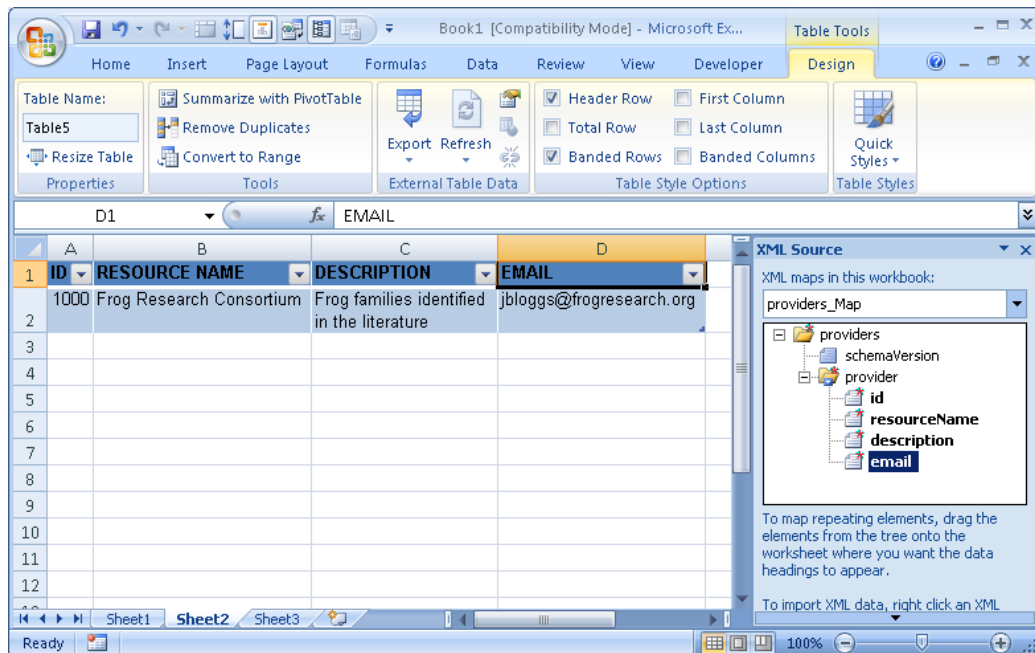 Book1 [Compatibility Mode] - Microsoft Ex...
Table Tools
Home Insert Page Layout Formulas Data Review View Developer Design
Table Name:
Table5
Resize Table
Properties
Summarize with PivotTable
Remove Duplicates
Convert to Range
Tools
Export Refresh
External Table Data
Header Row First Column
Total Row Last Column
Banded Rows Banded Columns
Table Style Options
Quick
Styles
Table Styles
D1 fx EMAIL
A B C D
1 ID RESOURCE NAME DESCRIPTION EMAIL
1000 Frog Research Consortium Frog families identified jbloggs@frogresearch.org
2 in the literature
3
4
5
6
7
8
9
10
11
12
XML Source
XML maps in this workbook:
providers_Map
providers
schemaVersion
provider
id
resourceName
description
email
To map repeating elements, drag the
elements from the tree onto the
worksheet where you want the data
headings to appear.
To import XML data, right click an XML
Sheet1 Sheet2 Sheet3
Ready 100%